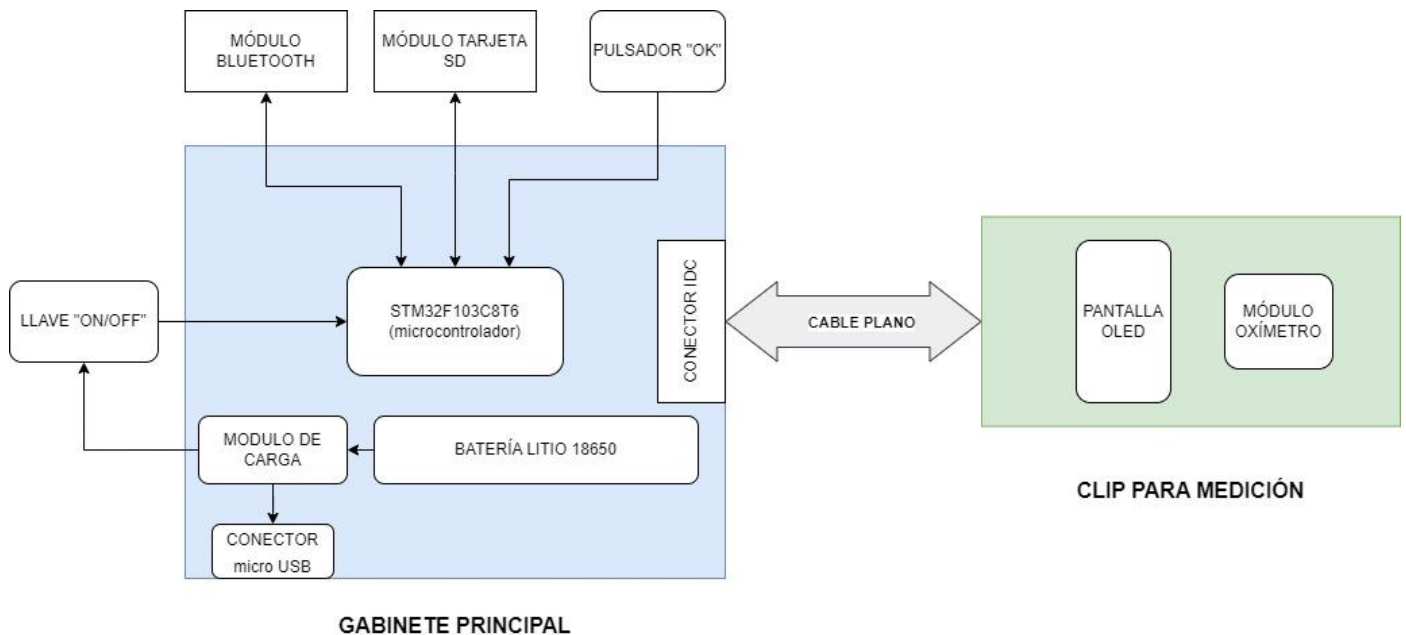 MÓDULO
BLUETOOTH
MÓDULO TARJETA
SD
PULSADOR "OK"
LLAVE "ON/OFF"
STM32F103C8T6
(microcontrolador)
CONECTOR IDC
CABLE PLANO
PANTALLA
OLED
MÓDULO
OXÍMETRO
MODULO DE
CARGA
BATERÍA LITIO 18650
CONECTOR
micro USB
CLIP PARA MEDICIÓN
GABINETE PRINCIPAL